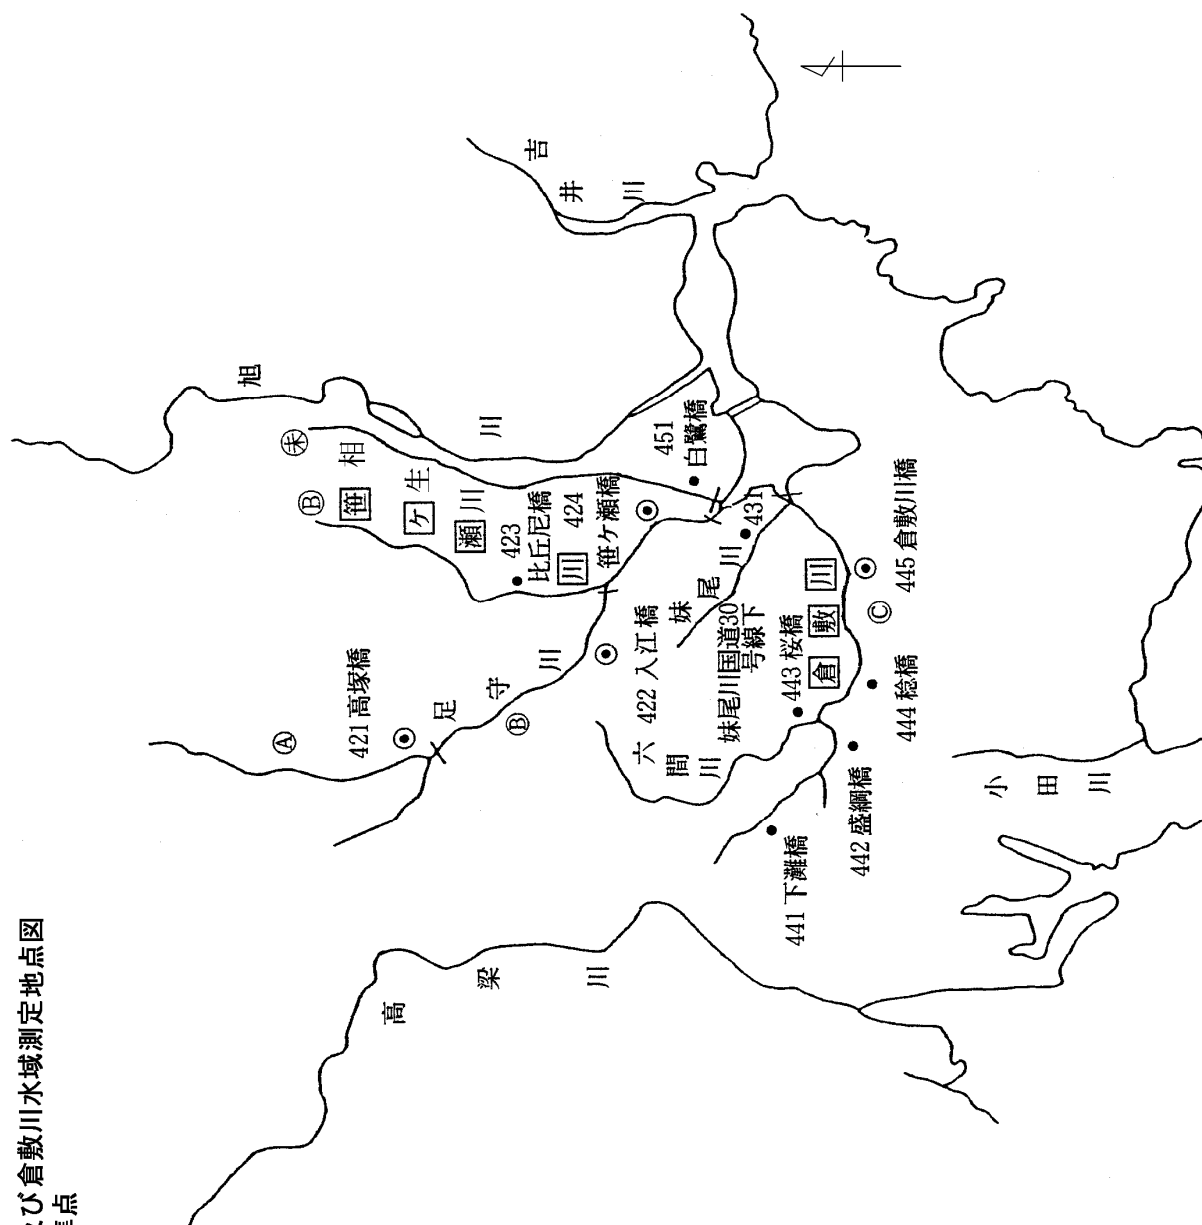 び倉敷川水域測定地点図
点
吉井川
旭川
相生川
笹ヶ瀬川
足守川
高梁川
小田川
妹尾川
六間川
倉敷川
Ⓐ
Ⓑ
Ⓑ
Ⓒ
㊍
421 高塚橋
422 入江橋
423
比丘尼橋
424
笹ケ瀬橋
431
妹尾川国道30
号線下
441 下灘橋
442 盛綱橋
443 桜橋
444 稔橋
445 倉敷川橋
451
白鷺橋